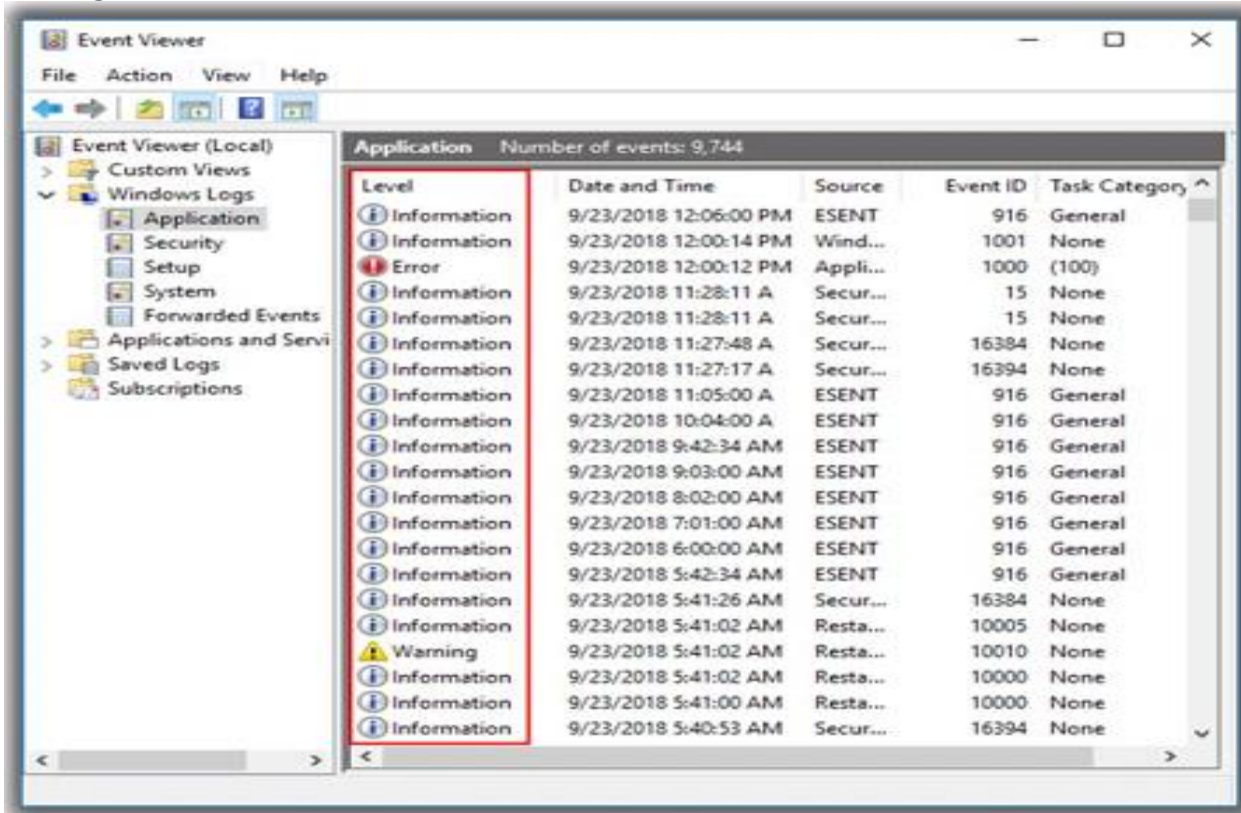 Event Viewer
File Action View Help
Event Viewer (Local)
Custom Views
Windows Logs
Application
Security
Setup
System
Forwarded Events
Applications and Servi
Saved Logs
Subscriptions
Application Number of events: 9,744
Level Date and Time Source Event ID Task Category
Information 9/23/2018 12:06:00 PM ESENT 916 General
Information 9/23/2018 12:00:14 PM Wind... 1001 None
Error 9/23/2018 12:00:12 PM Appli... 1000 (100)
Information 9/23/2018 11:28:11 A Secur... 15 None
Information 9/23/2018 11:28:11 A Secur... 15 None
Information 9/23/2018 11:27:48 A Secur... 16384 None
Information 9/23/2018 11:27:17 A Secur... 16394 None
Information 9/23/2018 11:05:00 A ESENT 916 General
Information 9/23/2018 10:04:00 A ESENT 916 General
Information 9/23/2018 9:42:34 AM ESENT 916 General
Information 9/23/2018 9:03:00 AM ESENT 916 General
Information 9/23/2018 8:02:00 AM ESENT 916 General
Information 9/23/2018 7:01:00 AM ESENT 916 General
Information 9/23/2018 6:00:00 AM ESENT 916 General
Information 9/23/2018 5:42:34 AM ESENT 916 General
Information 9/23/2018 5:41:26 AM Secur... 16384 None
Information 9/23/2018 5:41:02 AM Resta... 10005 None
Warning 9/23/2018 5:41:02 AM Resta... 10010 None
Information 9/23/2018 5:41:02 AM Resta... 10000 None
Information 9/23/2018 5:41:00 AM Resta... 10000 None
Information 9/23/2018 5:40:53 AM Secur... 16394 None